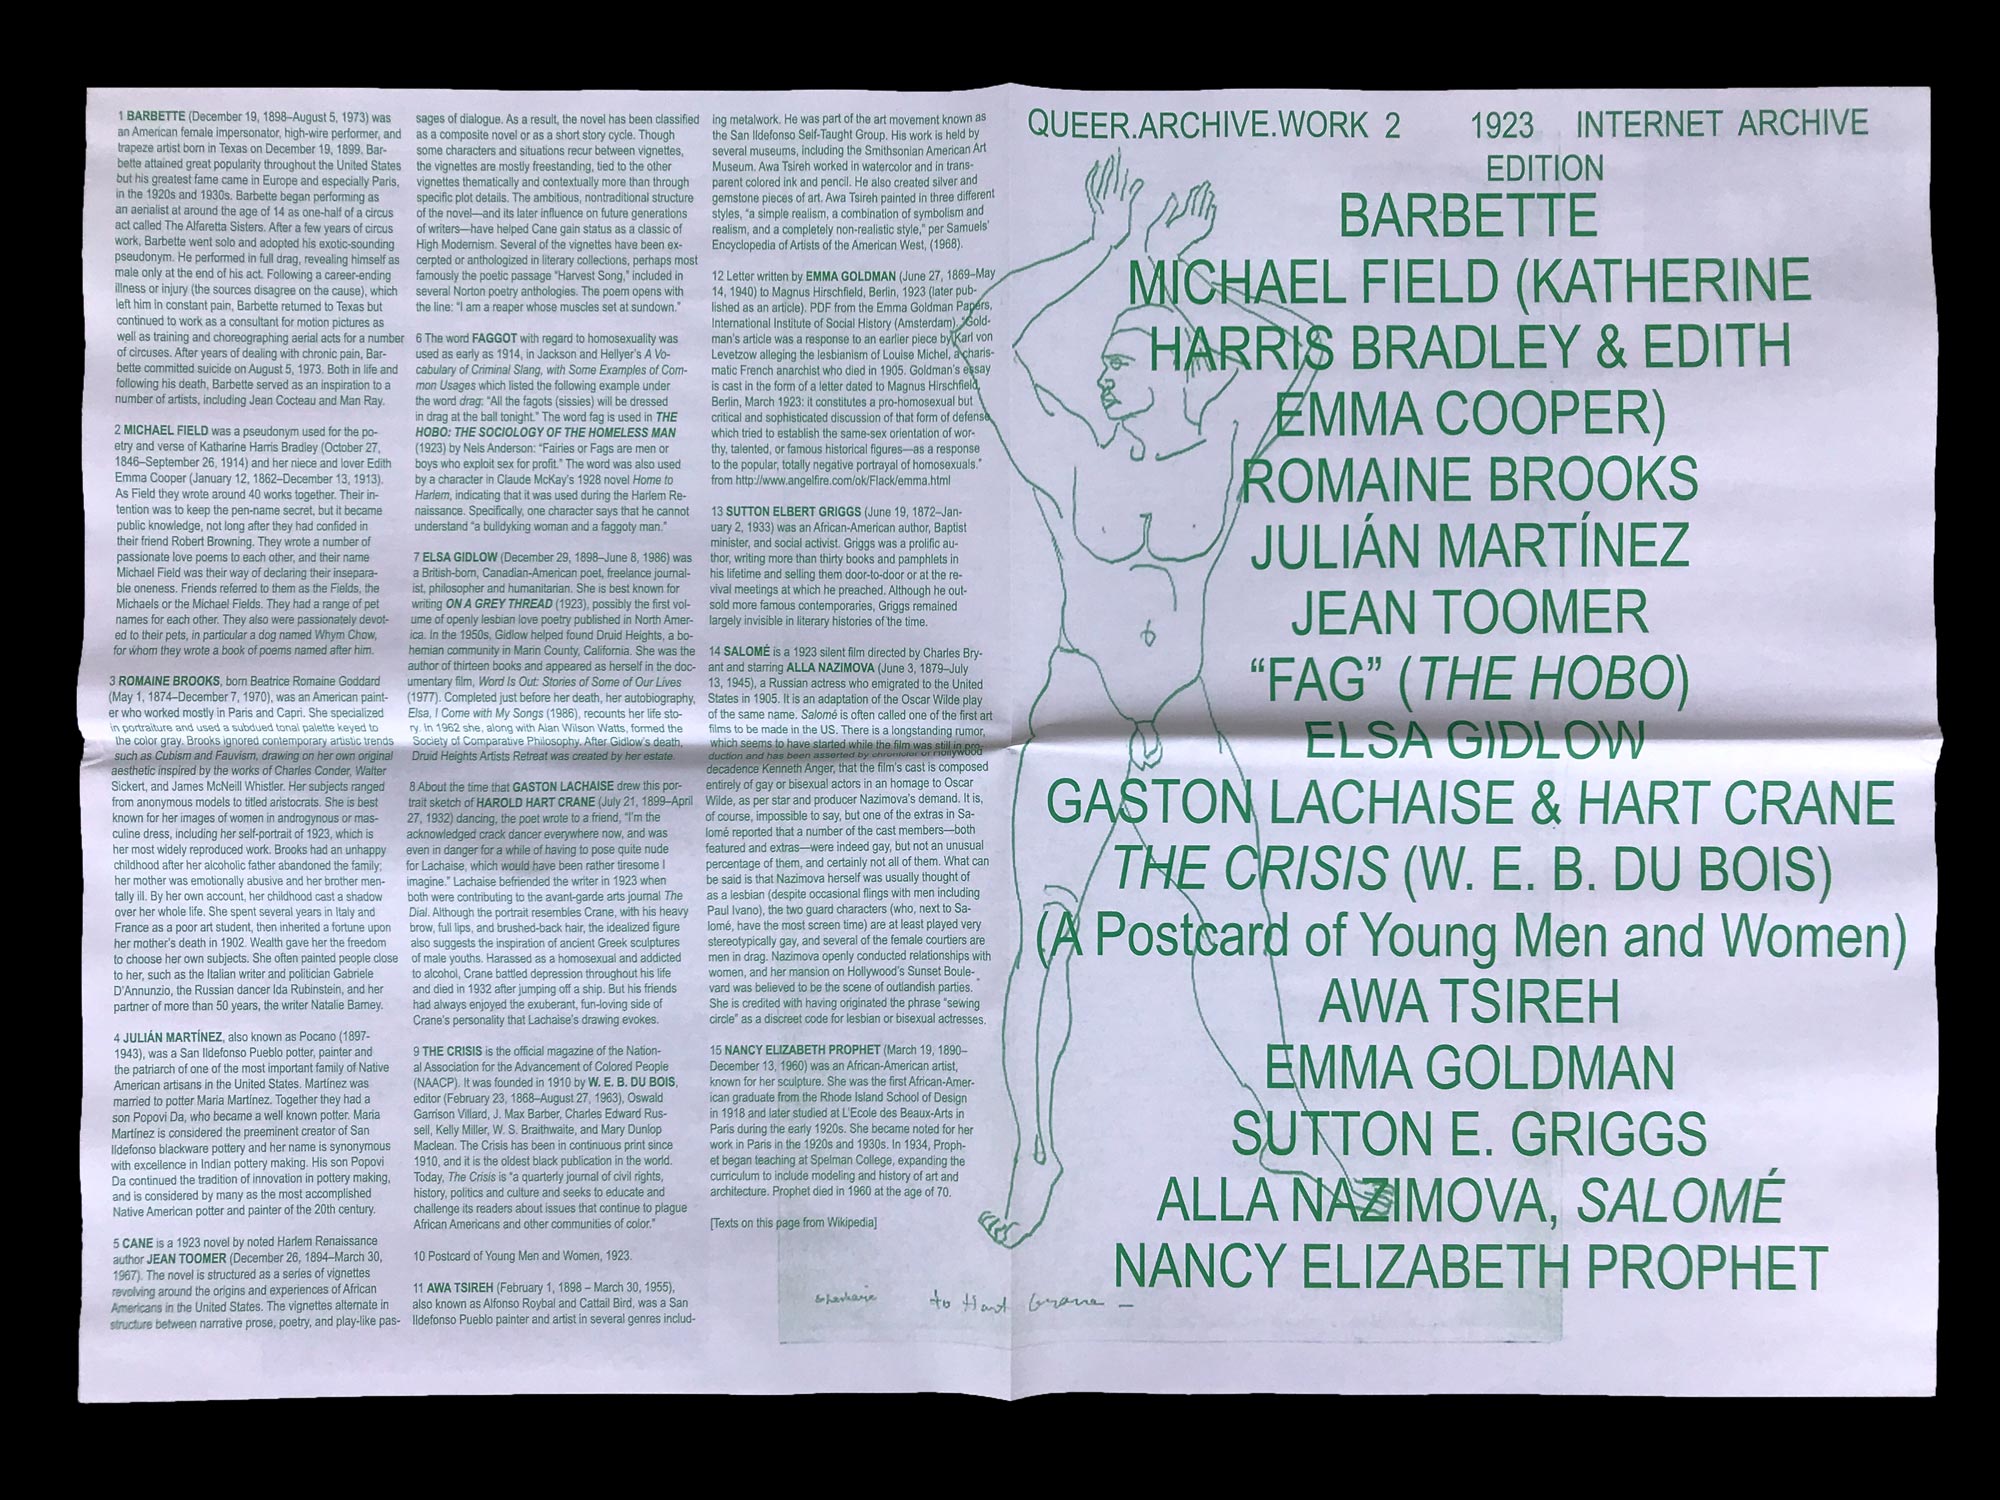 1 BARBETTE (December 19, 1898–August 5, 1973) was
an American female impersonator, high-wire performer, and
trapeze artist born in Texas on December 19, 1899. Bar-
bette attained great popularity throughout the United States
but his greatest fame came in Europe and especially Paris,
in the 1920s and 1930s. Barbette began performing as
an aerialist at around the age of 14 as one-half of a circus
act called The Alfaretta Sisters. After a few years of circus
work, Barbette went solo and adopted his exotic-sounding
pseudonym. He performed in full drag, revealing himself as
male only at the end of his act. Following a career-ending
illness or injury (the sources disagree on the cause), which
left him in constant pain, Barbette returned to Texas but
continued to work as a consultant for motion pictures as
well as training and choreographing aerial acts for a number
of circuses. After years of dealing with chronic pain, Bar-
bette committed suicide on August 5, 1973. Both in life and
following his death, Barbette served as an inspiration to a
number of artists, including Jean Cocteau and Man Ray.
2 MICHAEL FIELD was a pseudonym used for the po-
etry and verse of Katharine Harris Bradley (October 27,
1846–September 26, 1914) and her niece and lover Edith
Emma Cooper (January 12, 1862–December 13, 1913).
As Field they wrote around 40 works together. Their in-
tention was to keep the pen-name secret, but it became
public knowledge, not long after they had confided in
their friend Robert Browning. They wrote a number of
passionate love poems to each other, and their name
Michael Field was their way of declaring their insepara-
ble oneness. Friends referred to them as the Fields, the
Michaels or the Michael Fields. They had a range of pet
names for each other. They also were passionately devot-
ed to their pets, in particular a dog named Whym Chow,
for whom they wrote a book of poems named after him.
3 ROMAINE BROOKS, born Beatrice Romaine Goddard
(May 1, 1874–December 7, 1970), was an American paint-
er who worked mostly in Paris and Capri. She specialized
in portraiture and used a subdued tonal palette keyed to
the color gray. Brooks ignored contemporary artistic trends
such as Cubism and Fauvism, drawing on her own original
aesthetic inspired by the works of Charles Conder, Walter
Sickert, and James McNeill Whistler. Her subjects ranged
from anonymous models to titled aristocrats. She is best
known for her images of women in androgynous or mas-
culine dress, including her self-portrait of 1923, which is
her most widely reproduced work. Brooks had an unhappy
childhood after her alcoholic father abandoned the family;
her mother was emotionally abusive and her brother men-
tally ill. By her own account, her childhood cast a shadow
over her whole life. She spent several years in Italy and
France as a poor art student, then inherited a fortune upon
her mother's death in 1902. Wealth gave her the freedom
to choose her own subjects. She often painted people close
to her, such as the Italian writer and politician Gabriele
D'Annunzio, the Russian dancer Ida Rubinstein, and her
partner of more than 50 years, the writer Natalie Barney.
4 JULIÁN MARTÍNEZ, also known as Pocano (1897-
1943), was a San Ildefonso Pueblo potter, painter and
the patriarch of one of the most important family of Native
American artisans in the United States. Martinez was
married to potter Maria Martinez. Together they had a
son Popovi Da, who became a well known potter. Maria
Martínez is considered the preeminent creator of San
Ildefonso blackware pottery and her name is synonymous
with excellence in Indian pottery making. His son Popovi
Da continued the tradition of innovation in pottery making,
and is considered by many as the most accomplished
Native American potter and painter of the 20th century.
5 CANE is a 1923 novel by noted Harlem Renaissance
author JEAN TOOMER (December 26, 1894–March 30,
1967). The novel is structured as a series of vignettes
revolving around the origins and experiences of African
Americans in the United States. The vignettes alternate in
structure between narrative prose, poetry, and play-like pas-
sages of dialogue. As a result, the novel has been classified
as a composite novel or as a short story cycle. Though
some characters and situations recur between vignettes,
the vignettes are mostly freestanding, tied to the other
vignettes thematically and contextually more than through
specific plot details. The ambitious, nontraditional structure
of the novel—and its later influence on future generations
of writers—have helped Cane gain status as a classic of
High Modernism. Several of the vignettes have been ex-
cerpted or anthologized in literary collections, perhaps most
famously the poetic passage “Harvest Song,” included in
several Norton poetry anthologies. The poem opens with
the line: “I am a reaper whose muscles set at sundown.”
6 The word FAGGOT with regard to homosexuality was
used as early as 1914, in Jackson and Hellyer's A Vo-
cabulary of Criminal Slang, with Some Examples of Com-
mon Usages which listed the following example under
the word drag: “All the fagots (sissies) will be dressed
in drag at the ball tonight.” The word fag is used in THE
HOBO: THE SOCIOLOGY OF THE HOMELESS MAN
(1923) by Nels Anderson: “Fairies or Fags are men or
boys who exploit sex for profit.” The word was also used
by a character in Claude McKay's 1928 novel Home to
Harlem, indicating that it was used during the Harlem Re-
naissance. Specifically, one character says that he cannot
understand “a bulldyking woman and a faggoty man.”
7 ELSA GIDLOW (December 29, 1898–June 8, 1986) was
a British-born, Canadian-American poet, freelance journal-
ist, philosopher and humanitarian. She is best known for
writing ON A GREY THREAD (1923), possibly the first vol-
ume of openly lesbian love poetry published in North Amer-
ica. In the 1950s, Gidlow helped found Druid Heights, a bo-
hemian community in Marin County, California. She was the
author of thirteen books and appeared as herself in the doc-
umentary film, Word Is Out: Stories of Some of Our Lives
(1977). Completed just before her death, her autobiography,
Elsa, I Come with My Songs (1986), recounts her life sto-
ry. In 1962 she, along with Alan Wilson Watts, formed the
Society of Comparative Philosophy. After Gidlow's death,
Druid Heights Artists Retreat was created by her estate.
8 About the time that GASTON LACHAISE drew this por-
trait sketch of HAROLD HART CRANE (July 21, 1899–April
27, 1932) dancing, the poet wrote to a friend, “I'm the
acknowledged crack dancer everywhere now, and was
even in danger for a while of having to pose quite nude
for Lachaise, which would have been rather tiresome I
imagine.” Lachaise befriended the writer in 1923 when
both were contributing to the avant-garde arts journal The
Dial. Although the portrait resembles Crane, with his heavy
brow, full lips, and brushed-back hair, the idealized figure
also suggests the inspiration of ancient Greek sculptures
of male youths. Harassed as a homosexual and addicted
to alcohol, Crane battled depression throughout his life
and died in 1932 after jumping off a ship. But his friends
had always enjoyed the exuberant, fun-loving side of
Crane's personality that Lachaise's drawing evokes.
9 THE CRISIS is the official magazine of the Nation-
al Association for the Advancement of Colored People
(NAACP). It was founded in 1910 by W. E. B. DU BOIS,
editor (February 23, 1868–August 27, 1963), Oswald
Garrison Villard, J. Max Barber, Charles Edward Rus-
sell, Kelly Miller, W. S. Braithwaite, and Mary Dunlop
Maclean. The Crisis has been in continuous print since
1910, and it is the oldest black publication in the world.
Today, The Crisis is “a quarterly journal of civil rights,
history, politics and culture and seeks to educate and
challenge its readers about issues that continue to plague
African Americans and other communities of color.”
10 Postcard of Young Men and Women, 1923.
11 AWA TSIREH (February 1, 1898 – March 30, 1955),
also known as Alfonso Roybal and Cattail Bird, was a San
Ildefonso Pueblo painter and artist in several genres includ-
ing metalwork. He was part of the art movement known as
the San Ildefonso Self-Taught Group. His work is held by
several museums, including the Smithsonian American Art
Museum. Awa Tsireh worked in watercolor and in trans-
parent colored ink and pencil. He also created silver and
gemstone pieces of art. Awa Tsireh painted in three different
styles, “a simple realism, a combination of symbolism and
realism, and a completely non-realistic style,” per Samuels'
Encyclopedia of Artists of the American West, (1968).
12 Letter written by EMMA GOLDMAN (June 27, 1869–May
14, 1940) to Magnus Hirschfield, Berlin, 1923 (later pub-
lished as an article). PDF from the Emma Goldman Papers,
International Institute of Social History (Amsterdam). “Gold-
man's article was a response to an earlier piece by Karl von
Levetzow alleging the lesbianism of Louise Michel, a charis-
matic French anarchist who died in 1905. Goldman's essay
is cast in the form of a letter dated to Magnus Hirschfield,
Berlin, March 1923: it constitutes a pro-homosexual but
critical and sophisticated discussion of that form of defense
which tried to establish the same-sex orientation of wor-
thy, talented, or famous historical figures—as a response
to the popular, totally negative portrayal of homosexuals.”
from http://www.angelfire.com/ok/Flack/emma.html
13 SUTTON ELBERT GRIGGS (June 19, 1872–Jan-
uary 2, 1933) was an African-American author, Baptist
minister, and social activist. Griggs was a prolific au-
thor, writing more than thirty books and pamphlets in
his lifetime and selling them door-to-door or at the re-
vival meetings at which he preached. Although he out-
sold more famous contemporaries, Griggs remained
largely invisible in literary histories of the time.
14 SALOMÉ is a 1923 silent film directed by Charles Bry-
ant and starring ALLA NAZIMOVA (June 3, 1879–July
13, 1945), a Russian actress who emigrated to the United
States in 1905. It is an adaptation of the Oscar Wilde play
of the same name. Salomé is often called one of the first art
films to be made in the US. There is a longstanding rumor,
which seems to have started while the film was still in pro-
duction and has been asserted by chronicler of Hollywood
decadence Kenneth Anger, that the film's cast is composed
entirely of gay or bisexual actors in an homage to Oscar
Wilde, as per star and producer Nazimova's demand. It is,
of course, impossible to say, but one of the extras in Sa-
lomé reported that a number of the cast members—both
featured and extras—were indeed gay, but not an unusual
percentage of them, and certainly not all of them. What can
be said is that Nazimova herself was usually thought of
as a lesbian (despite occasional flings with men including
Paul Ivano), the two guard characters (who, next to Sa-
lomé, have the most screen time) are at least played very
stereotypically gay, and several of the female courtiers are
men in drag. Nazimova openly conducted relationships with
women, and her mansion on Hollywood's Sunset Boule-
vard was believed to be the scene of outlandish parties.
She is credited with having originated the phrase “sewing
circle” as a discreet code for lesbian or bisexual actresses.
15 NANCY ELIZABETH PROPHET (March 19, 1890–
December 13, 1960) was an African-American artist,
known for her sculpture. She was the first African-Amer-
ican graduate from the Rhode Island School of Design
in 1918 and later studied at L'Ecole des Beaux-Arts in
Paris during the early 1920s. She became noted for her
work in Paris in the 1920s and 1930s. In 1934, Proph-
et began teaching at Spelman College, expanding the
curriculum to include modeling and history of art and
architecture. Prophet died in 1960 at the age of 70.
[Texts on this page from Wikipedia]
to Hart Crane –
QUEER.ARCHIVE.WORK 2 1923 INTERNET ARCHIVE
EDITION
BARBETTE
MICHAEL FIELD (KATHERINE
HARRIS BRADLEY & EDITH
EMMA COOPER)
ROMAINE BROOKS
JULIÁN MARTÍNEZ
JEAN TOOMER
“FAG” (THE HOBO)
ELSA GIDLOW
GASTON LACHAISE & HART CRANE
THE CRISIS (W. E. B. DU BOIS)
(A Postcard of Young Men and Women)
AWA TSIREH
EMMA GOLDMAN
SUTTON E. GRIGGS
ALLA NAZIMOVA, SALOMÉ
NANCY ELIZABETH PROPHET